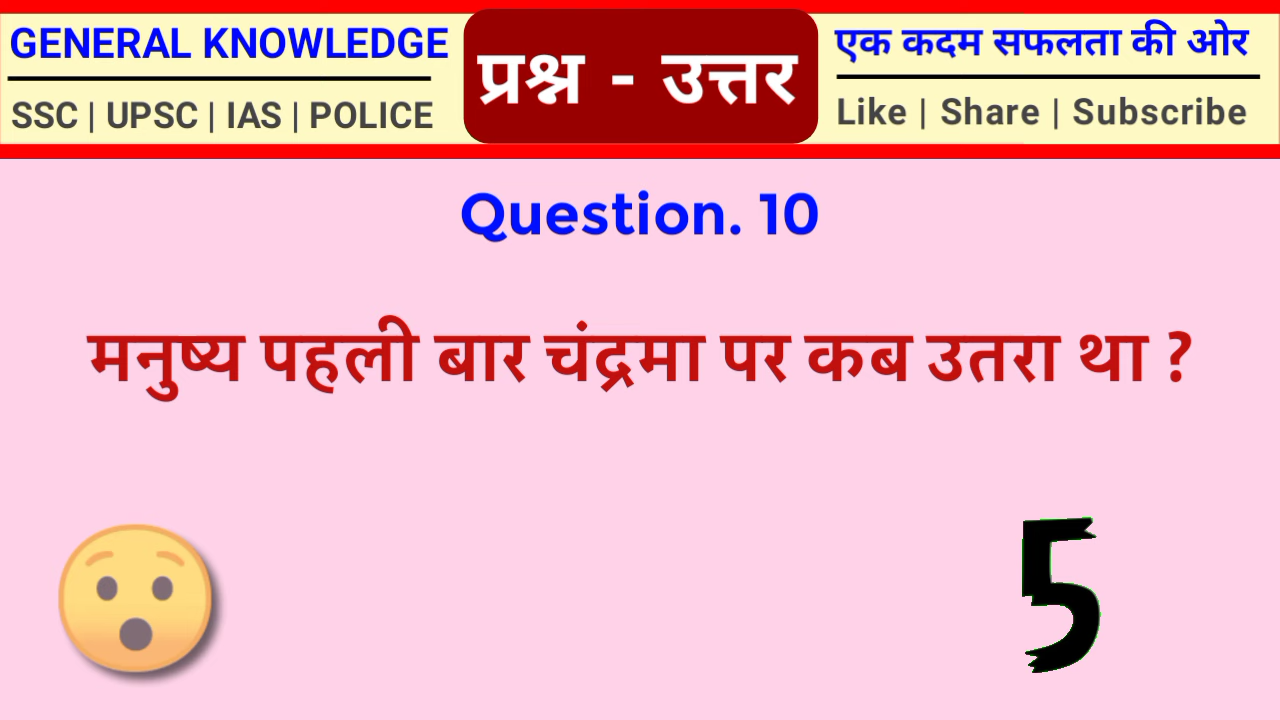 GENERAL KNOWLEDGE
SSC | UPSC | IAS | POLICE
प्रश्न - उत्तर
एक कदम सफलता की ओर
Like | Share | Subscribe
Question. 10
मनुष्य पहली बार चंद्रमा पर कब उतरा था ?
5